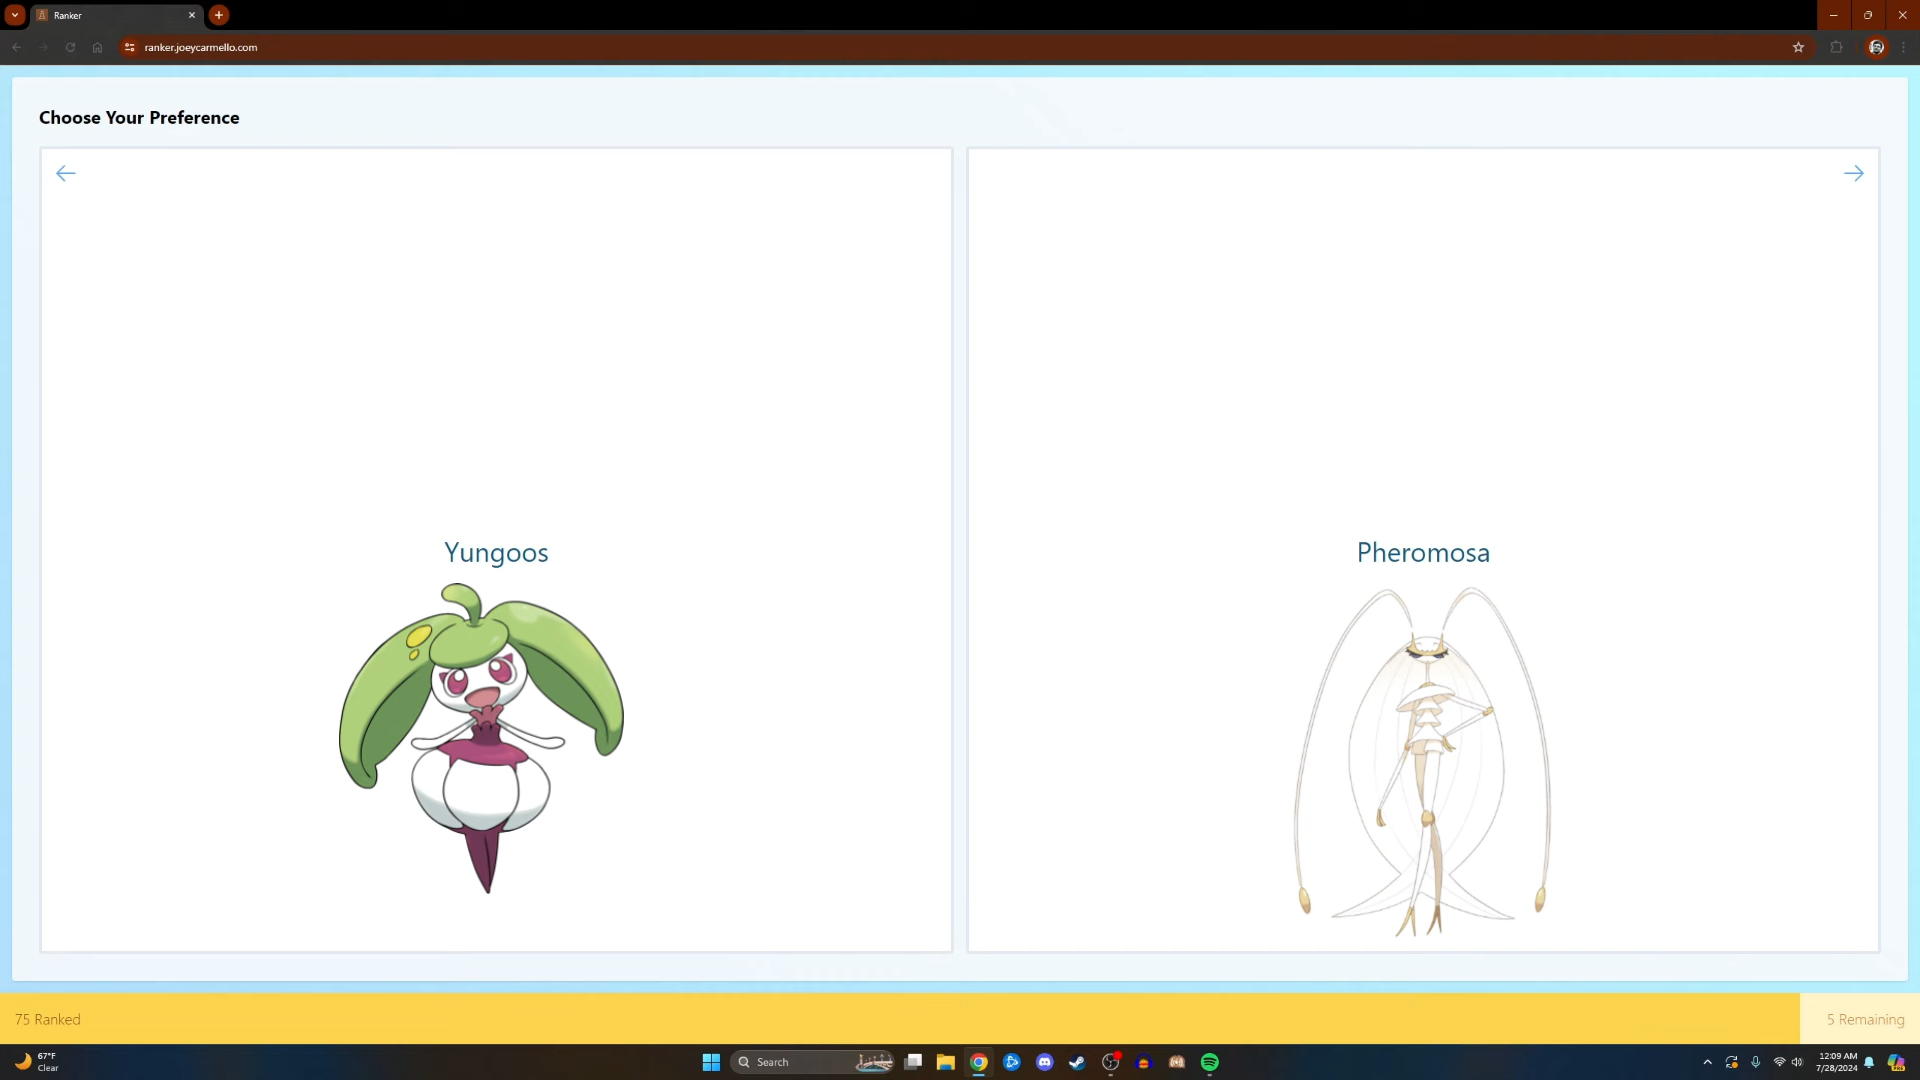 Ranker
ranker.joeycarmello.com
Choose Your Preference
Yungoos
Pheromosa
75 Ranked
5 Remaining
67°F
Clear
Search
12:09 AM
7/28/2024